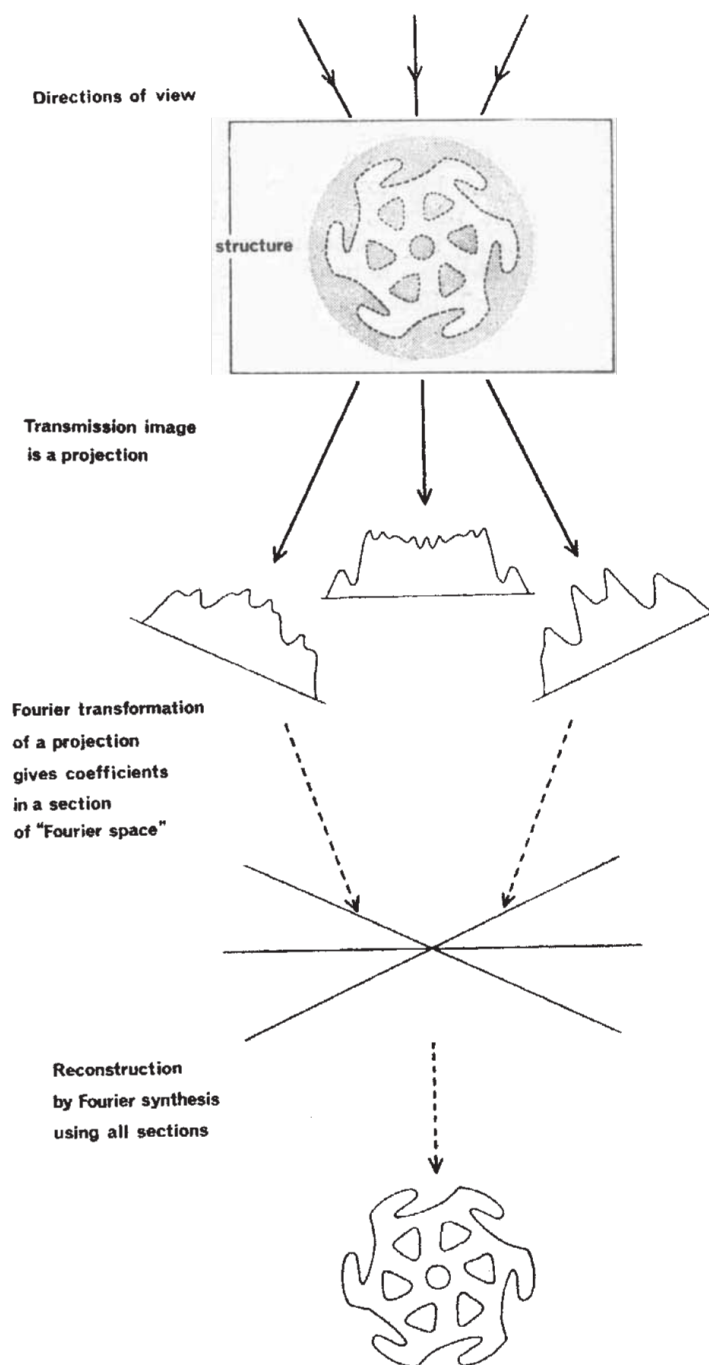 Directions of view
structure
Transmission image
is a projection
Fourier transformation
of a projection
gives coefficients
in a section
of "Fourier space"
Reconstruction
by Fourier synthesis
using all sections